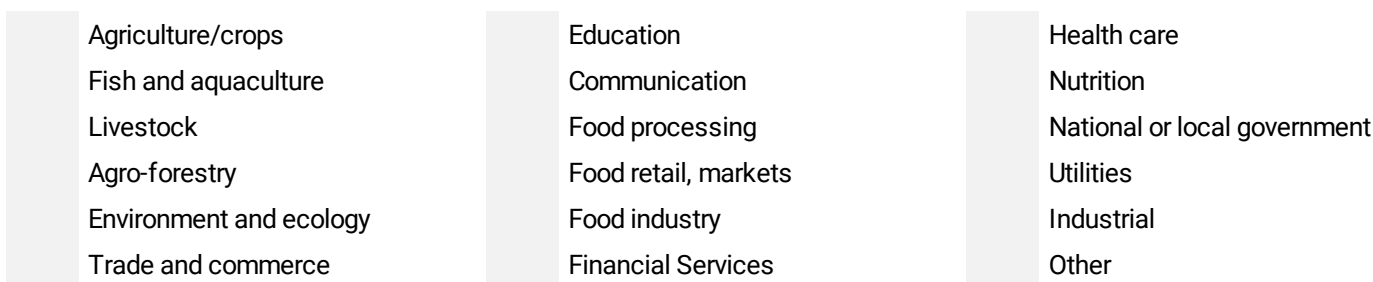 Agriculture/crops
Fish and aquaculture
Livestock
Agro-forestry
Environment and ecology
Trade and commerce
Education
Communication
Food processing
Food retail, markets
Food industry
Financial Services
Health care
Nutrition
National or local government
Utilities
Industrial
Other